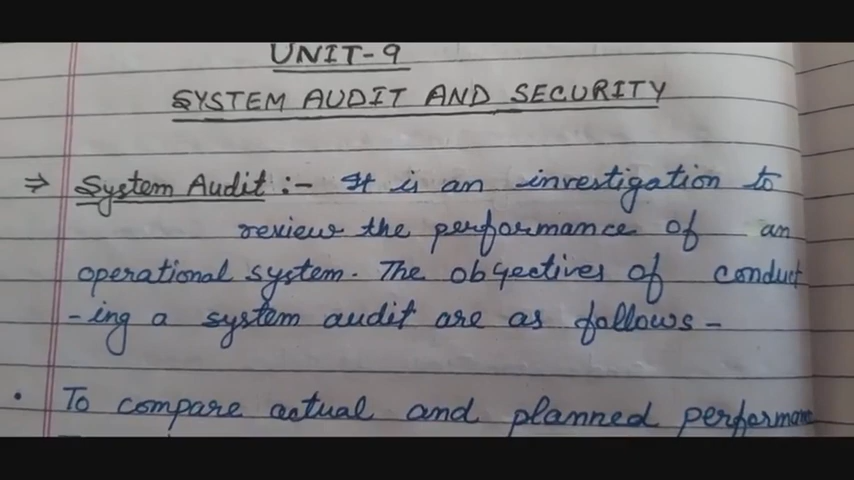 UNIT-9
SYSTEM AUDIT AND SECURITY
⇒ System Audit :- It is an investigation to
review the performance of an
operational system. The objectives of conduct
-ing a system audit are as follows -
• To compare actual and planned performanc